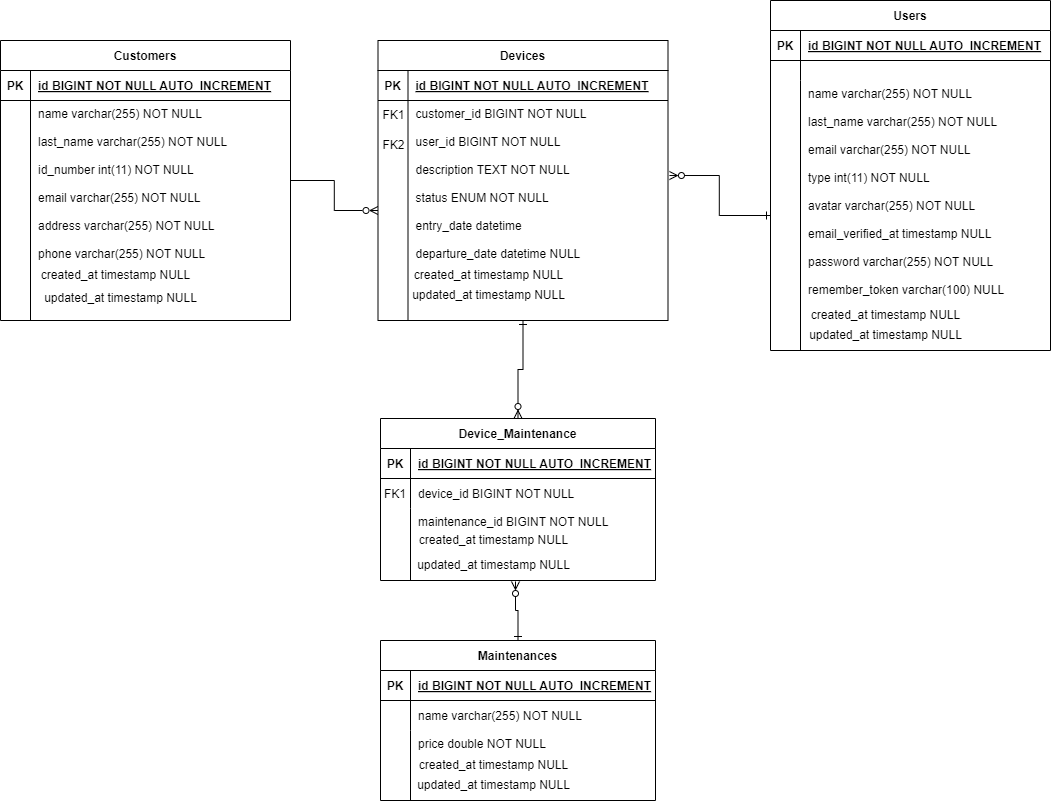 Customers
PK id BIGINT NOT NULL AUTO_INCREMENT
name varchar(255) NOT NULL
last_name varchar(255) NOT NULL
id_number int(11) NOT NULL
email varchar(255) NOT NULL
address varchar(255) NOT NULL
phone varchar(255) NOT NULL
created_at timestamp NULL
updated_at timestamp NULL
Devices
PK id BIGINT NOT NULL AUTO_INCREMENT
FK1 customer_id BIGINT NOT NULL
FK2 user_id BIGINT NOT NULL
description TEXT NOT NULL
status ENUM NOT NULL
entry_date datetime
departure_date datetime NULL
created_at timestamp NULL
updated_at timestamp NULL
Users
PK id BIGINT NOT NULL AUTO_INCREMENT
name varchar(255) NOT NULL
last_name varchar(255) NOT NULL
email varchar(255) NOT NULL
type int(11) NOT NULL
avatar varchar(255) NOT NULL
email_verified_at timestamp NULL
password varchar(255) NOT NULL
remember_token varchar(100) NULL
created_at timestamp NULL
updated_at timestamp NULL
Device_Maintenance
PK id BIGINT NOT NULL AUTO_INCREMENT
FK1 device_id BIGINT NOT NULL
maintenance_id BIGINT NOT NULL
created_at timestamp NULL
updated_at timestamp NULL
Maintenances
PK id BIGINT NOT NULL AUTO_INCREMENT
name varchar(255) NOT NULL
price double NOT NULL
created_at timestamp NULL
updated_at timestamp NULL